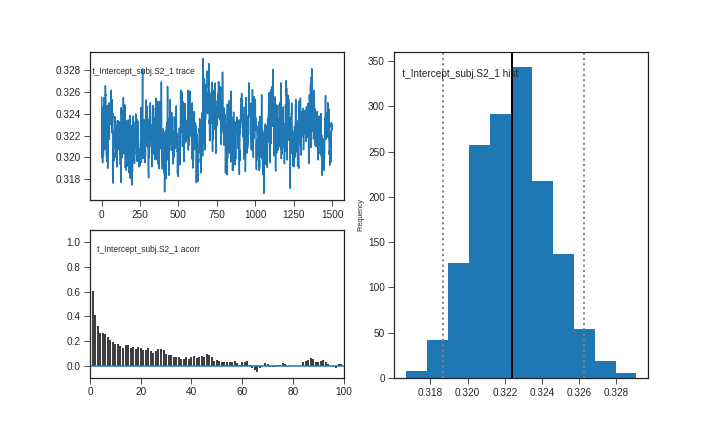 t_Intercept_subj.S2_1 trace
0.328
0.326
0.324
0.322
0.320
0.318
0 250 500 750 1000 1250 1500
t_Intercept_subj.S2_1 acorr
1.0
0.8
0.6
0.4
0.2
0.0
0 20 40 60 80 100
t_Intercept_subj.S2_1 hist
Frequency
350
300
250
200
150
100
50
0
0.318 0.320 0.322 0.324 0.326 0.328